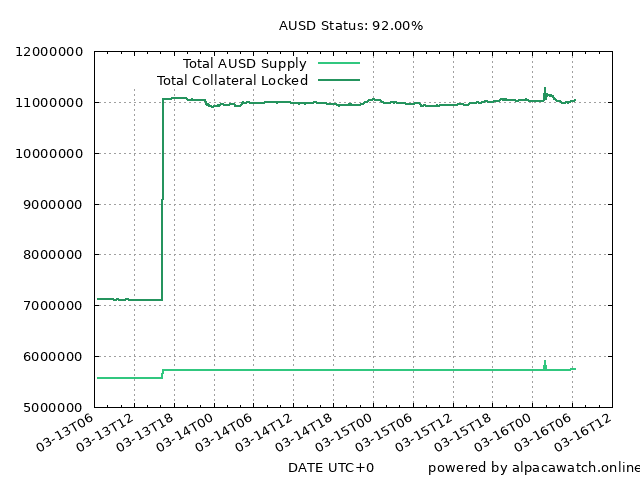 AUSD Status: 92.00%
Total AUSD Supply
Total Collateral Locked
12000000
11000000
10000000
9000000
8000000
7000000
6000000
5000000
03-13T06
03-13T12
03-13T18
03-14T00
03-14T06
03-14T12
03-14T18
03-15T00
03-15T06
03-15T12
03-15T18
03-16T00
03-16T06
03-16T12
DATE UTC+0
powered by alpacawatch.online